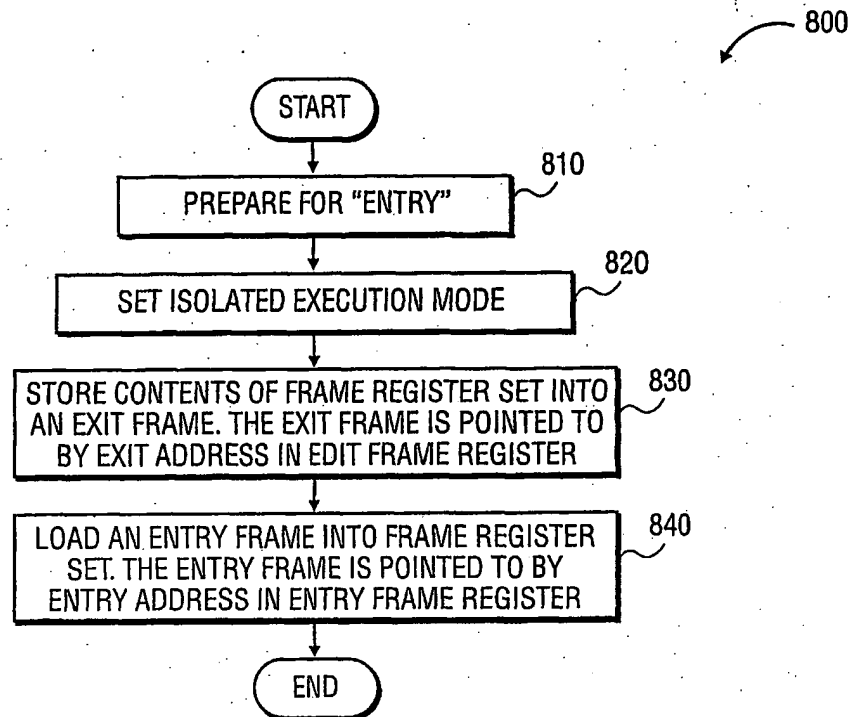 800
START
810
PREPARE FOR "ENTRY"
820
SET ISOLATED EXECUTION MODE
830
STORE CONTENTS OF FRAME REGISTER SET INTO
AN EXIT FRAME. THE EXIT FRAME IS POINTED TO
BY EXIT ADDRESS IN EDIT FRAME REGISTER
840
LOAD AN ENTRY FRAME INTO FRAME REGISTER
SET. THE ENTRY FRAME IS POINTED TO BY
ENTRY ADDRESS IN ENTRY FRAME REGISTER
END